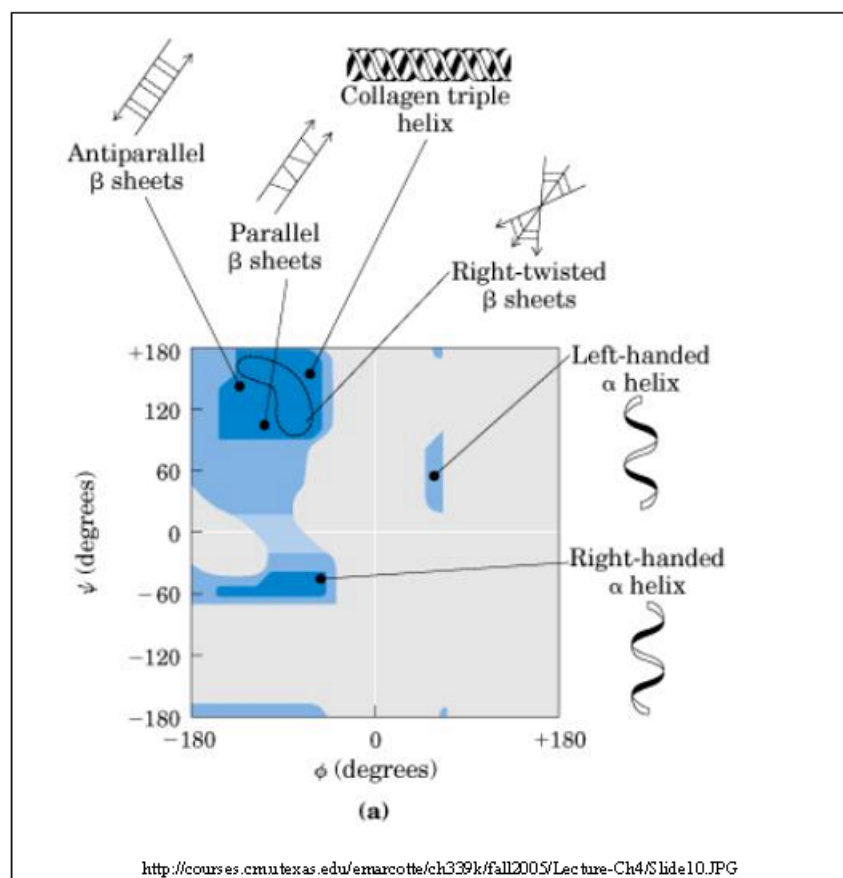 Collagen triple
helix
Antiparallel
β sheets
Parallel
β sheets
Right-twisted
β sheets
Left-handed
α helix
Right-handed
α helix
+180
120
60
0
−60
−120
−180
ψ (degrees)
−180
0
+180
ϕ (degrees)
(a)
http://courses.cm.utexas.edu/emarcotte/ch339k/fall2005/Lecture-Ch4/Slide10.JPG